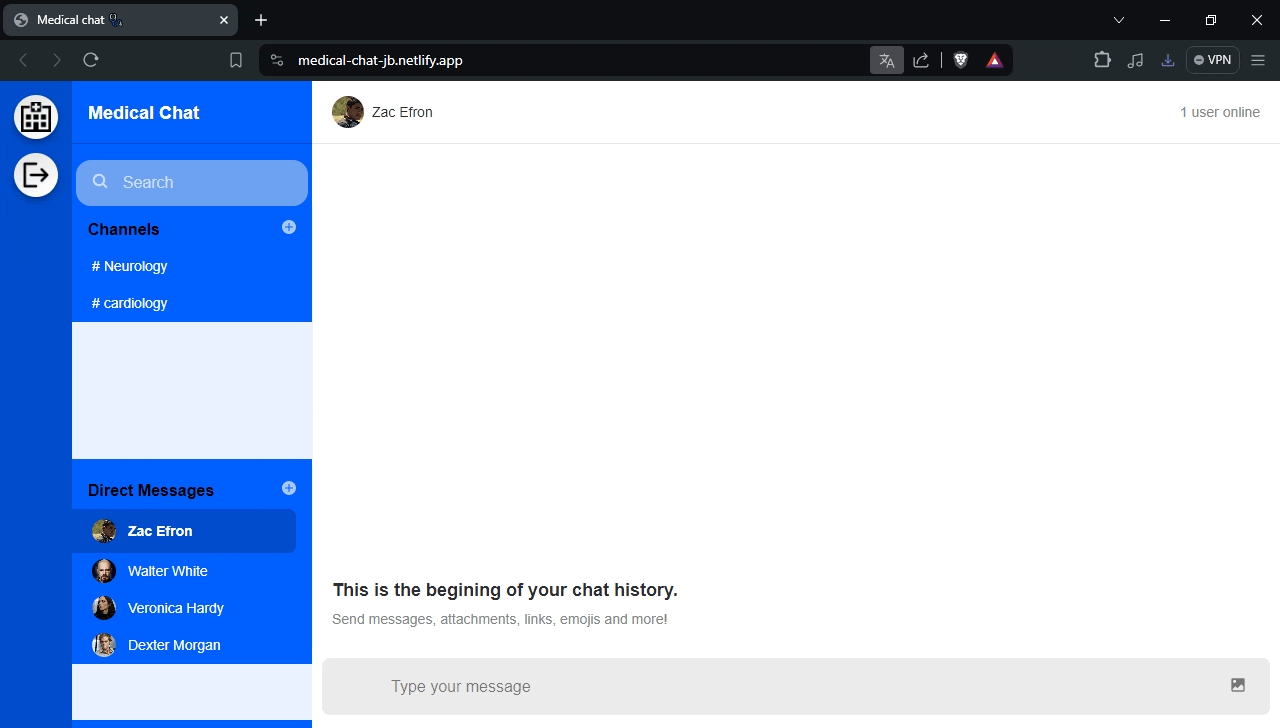 Medical chat
medical-chat-jb.netlify.app
VPN
Medical Chat
Search
Channels
# Neurology
# cardiology
Direct Messages
Zac Efron
Walter White
Veronica Hardy
Dexter Morgan
Zac Efron
1 user online
This is the begining of your chat history.
Send messages, attachments, links, emojis and more!
Type your message